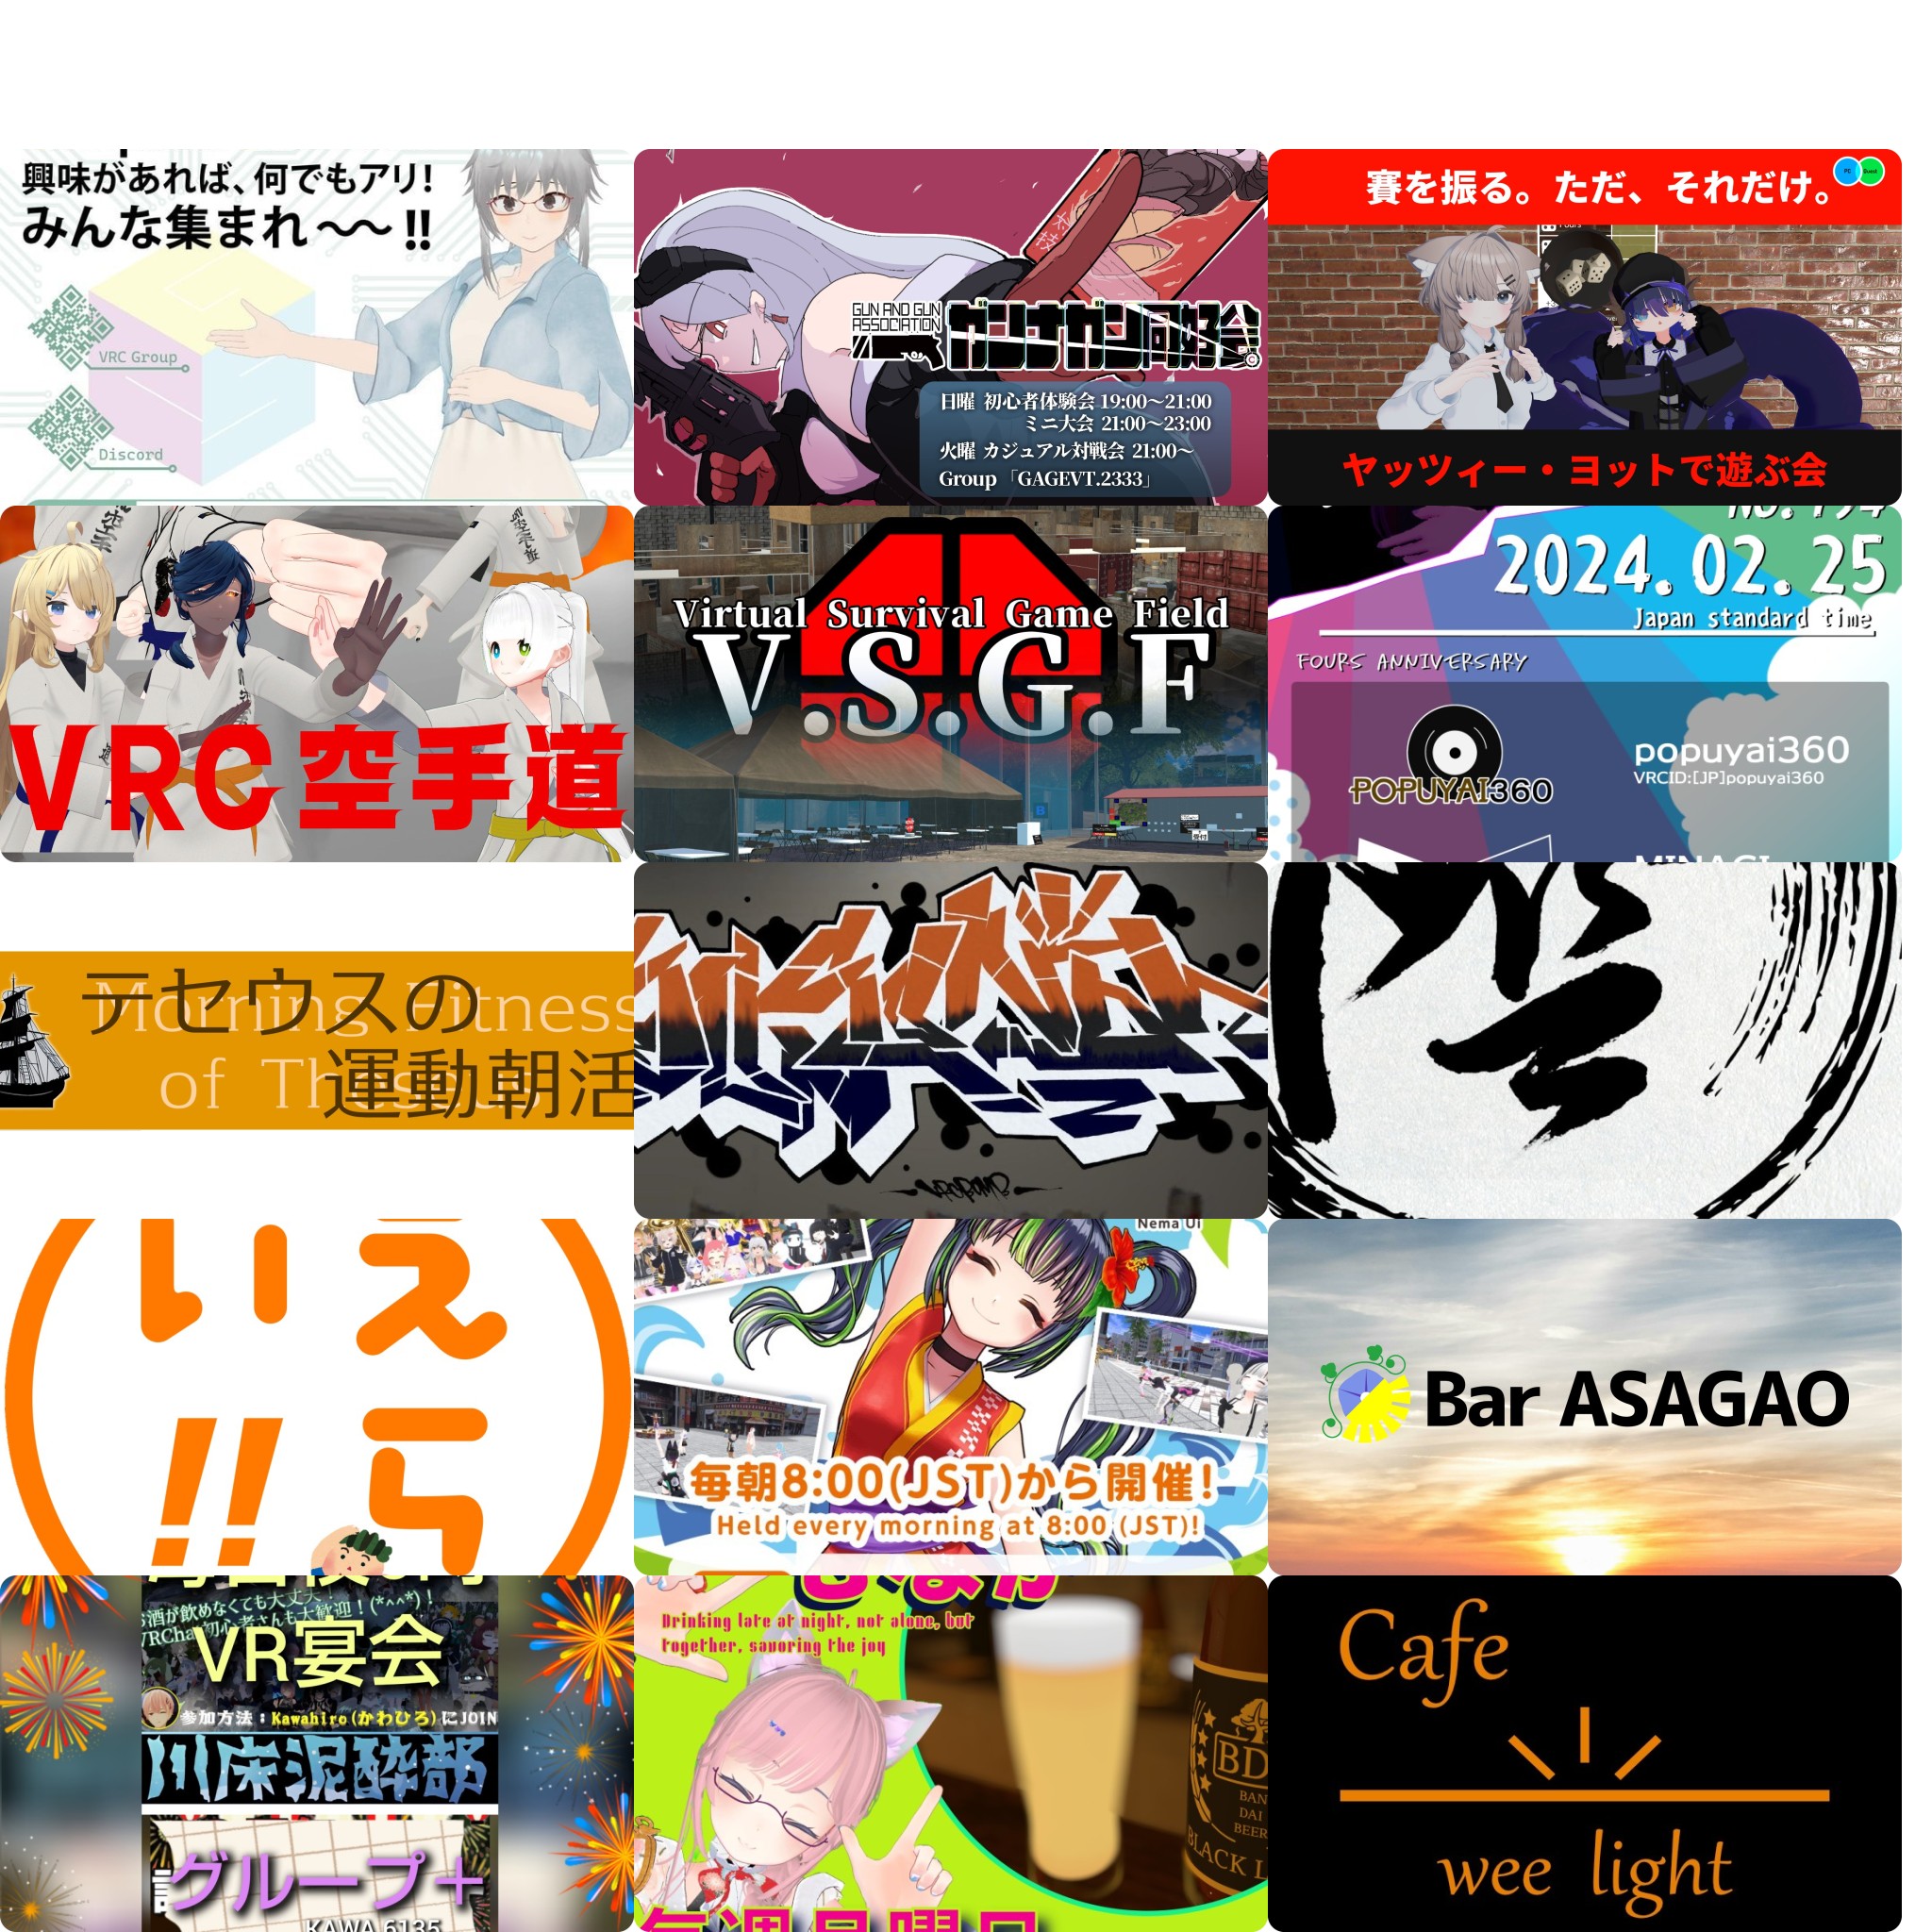 興味があれば、何でもアリ!
みんな集まれ～～!!
VRC Group
Discord
GUN AND GUN
ASSOCIATION
ガンナガン同好会
日曜 初心者体験会 19:00～21:00
ミニ大会 21:00～23:00
火曜 カジュアル対戦会 21:00～
Group「GAGEVT.2333」
賽を振る。ただ、それだけ。
PC
Quest
ヤッツィー・ヨットで遊ぶ会
VRC空手道
Virtual Survival Game Field
V.S.G.F
2024.02.25
Japan standard time
FOURS ANNIVERSARY
POPUYAI360
popuyai360
VRCID:[JP]popuyai360
MINAGI
テセウスの
運動朝活
Morning Fitness
of Theseus
えら
い!!
Nema Ui
毎朝8:00(JST)から開催!
Held every morning at 8:00 (JST)!
Bar ASAGAO
お酒が飲めなくても大丈夫
VRChat初心者さんも大歓迎!(*^^*)!
VR宴会
参加方法:Kawahiro(かわひろ)にJOIN
川床泥酔部
グループ+
KAWA.6135
Drinking late at night, not alone, but
together, savoring the joy
毎週月曜日
Cafe
wee light